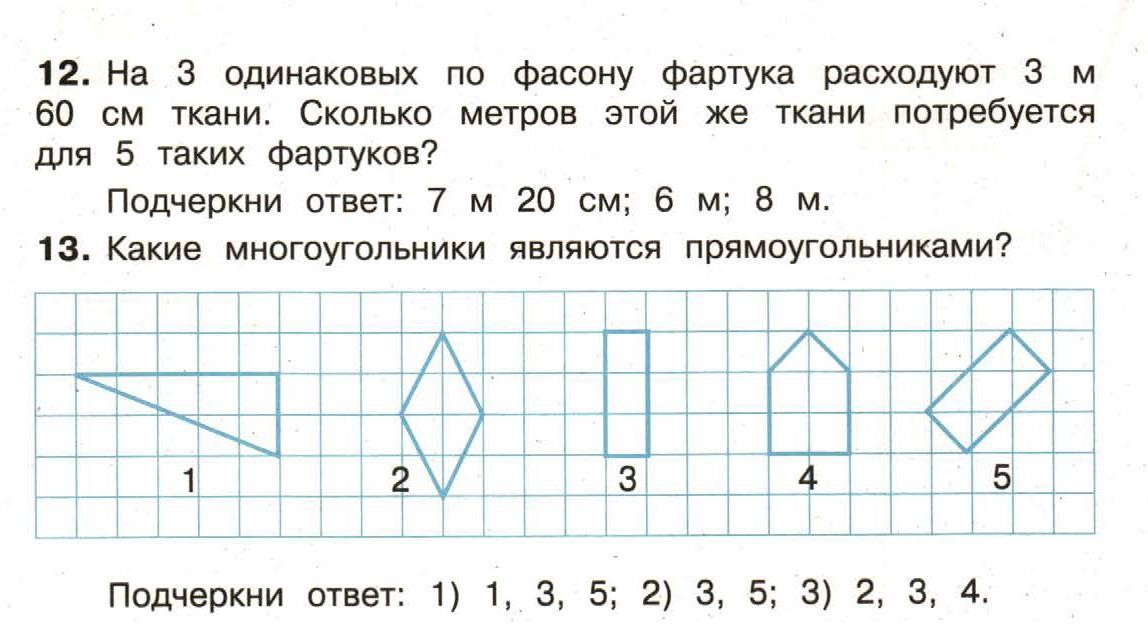 12. На 3 одинаковых по фасону фартука расходуют 3 м
60 см ткани. Сколько метров этой же ткани потребуется
для 5 таких фартуков?
Подчеркни ответ: 7 м 20 см; 6 м; 8 м.
13. Какие многоугольники являются прямоугольниками?
1 2 3 4 5
Подчеркни ответ: 1) 1, 3, 5; 2) 3, 5; 3) 2, 3, 4.